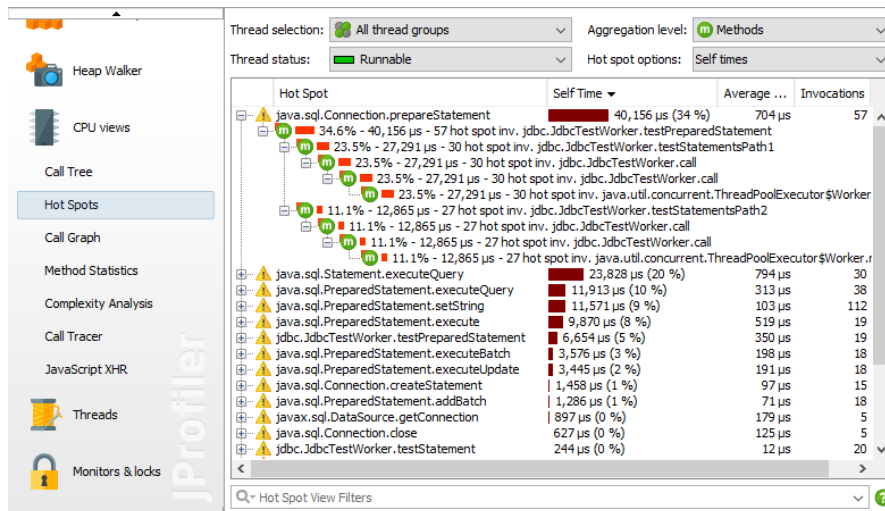 Thread selection: All thread groups Aggregation level: Methods
Thread status: Runnable Hot spot options: Self times
Heap Walker
CPU views
Call Tree
Hot Spots
Call Graph
Method Statistics
Complexity Analysis
Call Tracer
JavaScript XHR
Threads
Monitors & locks
JProfiler
Hot Spot Self Time Average ... Invocations
java.sql.Connection.prepareStatement 40,156 µs (34 %) 704 µs 57
m 34.6% - 40,156 µs - 57 hot spot inv. jdbc.JdbcTestWorker.testPreparedStatement
m 23.5% - 27,291 µs - 30 hot spot inv. jdbc.JdbcTestWorker.testStatementsPath1
m 23.5% - 27,291 µs - 30 hot spot inv. jdbc.JdbcTestWorker.call
m 23.5% - 27,291 µs - 30 hot spot inv. jdbc.JdbcTestWorker.call
m 23.5% - 27,291 µs - 30 hot spot inv. java.util.concurrent.ThreadPoolExecutor$Worker
m 11.1% - 12,865 µs - 27 hot spot inv. jdbc.JdbcTestWorker.testStatementsPath2
m 11.1% - 12,865 µs - 27 hot spot inv. jdbc.JdbcTestWorker.call
m 11.1% - 12,865 µs - 27 hot spot inv. jdbc.JdbcTestWorker.call
m 11.1% - 12,865 µs - 27 hot spot inv. java.util.concurrent.ThreadPoolExecutor$Worker.r
java.sql.Statement.executeQuery 23,828 µs (20 %) 794 µs 30
java.sql.PreparedStatement.executeQuery 11,913 µs (10 %) 313 µs 38
java.sql.PreparedStatement.setString 11,571 µs (9 %) 103 µs 112
java.sql.PreparedStatement.execute 9,870 µs (8 %) 519 µs 19
jdbc.JdbcTestWorker.testPreparedStatement 6,654 µs (5 %) 350 µs 19
java.sql.PreparedStatement.executeBatch 3,576 µs (3 %) 198 µs 18
java.sql.PreparedStatement.executeUpdate 3,445 µs (2 %) 191 µs 18
java.sql.Connection.createStatement 1,458 µs (1 %) 97 µs 15
java.sql.PreparedStatement.addBatch 1,286 µs (1 %) 71 µs 18
javax.sql.DataSource.getConnection 897 µs (0 %) 179 µs 5
java.sql.Connection.close 627 µs (0 %) 125 µs 5
jdbc.JdbcTestWorker.testStatement 244 µs (0 %) 12 µs 20
Hot Spot View Filters